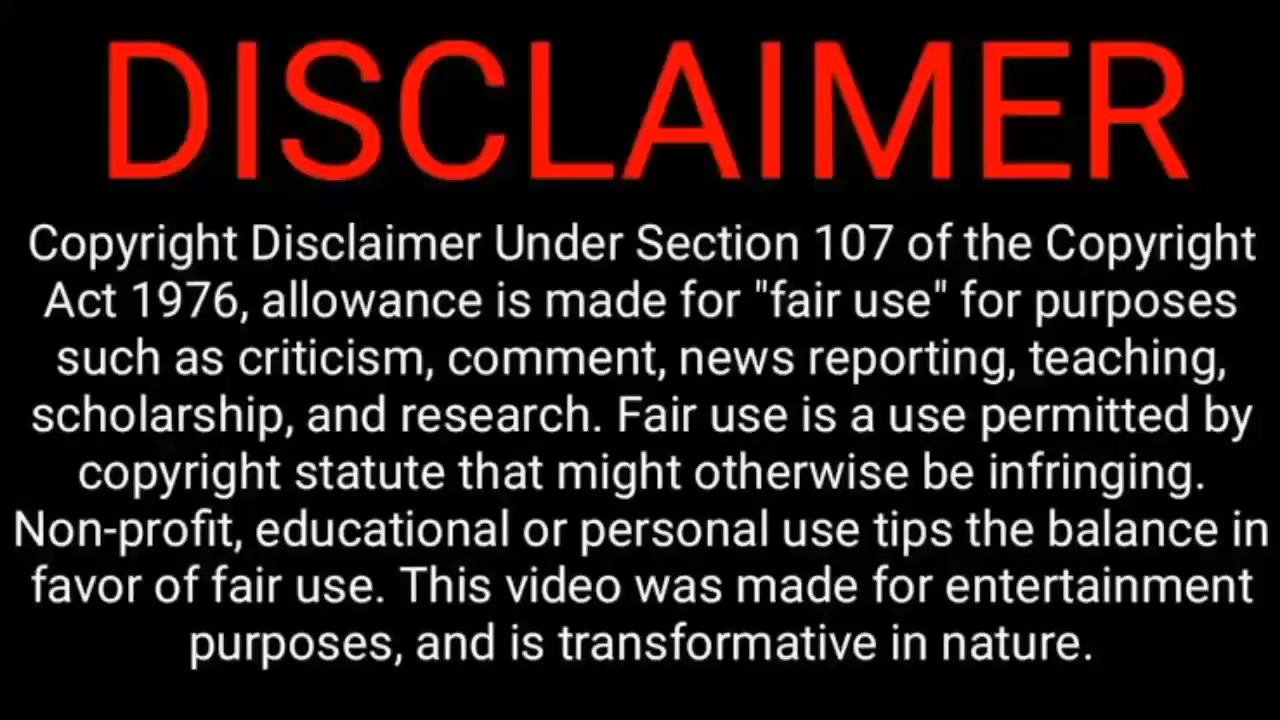 DISCLAIMER
Copyright Disclaimer Under Section 107 of the Copyright
Act 1976, allowance is made for "fair use" for purposes
such as criticism, comment, news reporting, teaching,
scholarship, and research. Fair use is a use permitted by
copyright statute that might otherwise be infringing.
Non-profit, educational or personal use tips the balance in
favor of fair use. This video was made for entertainment
purposes, and is transformative in nature.